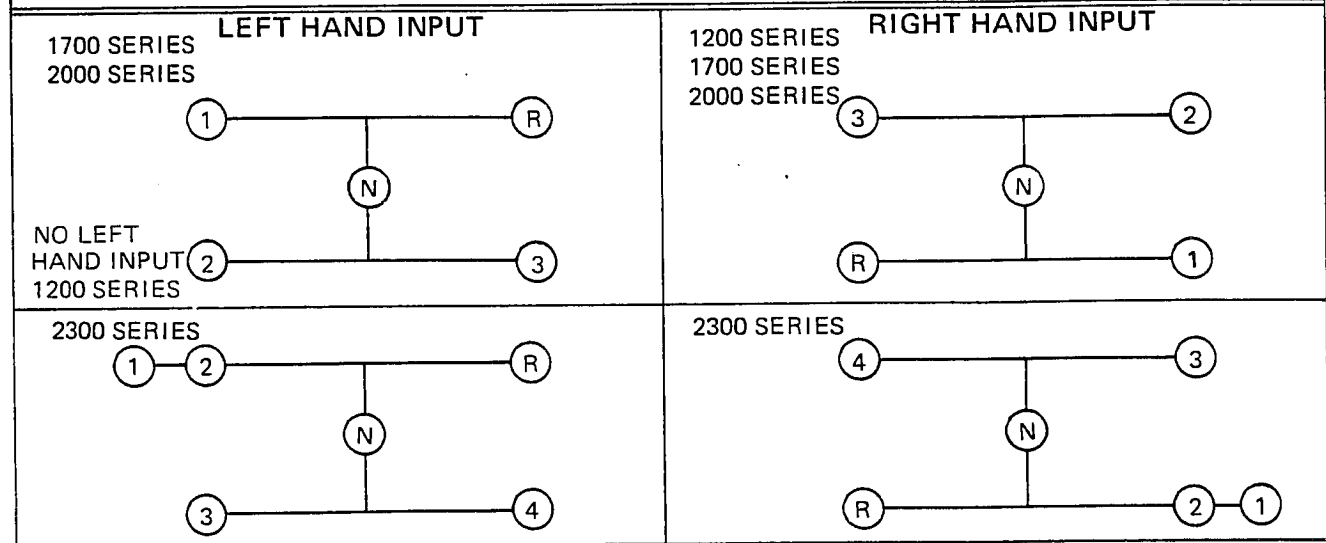 LEFT HAND INPUT
1700 SERIES
2000 SERIES
1 R
N
NO LEFT
HAND INPUT 2 3
1200 SERIES
RIGHT HAND INPUT
1200 SERIES
1700 SERIES
2000 SERIES
3 2
N
R 1
2300 SERIES
1 2 R
N
3 4
2300 SERIES
4 3
N
R 2 1